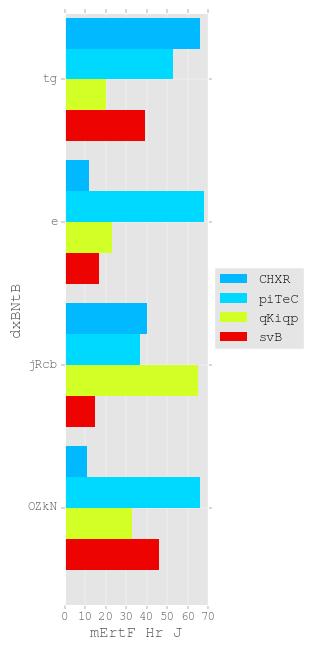 tg
e
jRcb
OZkN
dxBNtB
0 10 20 30 40 50 60 70
mErtF Hr J
CHXR
piTeC
qKiqp
svB